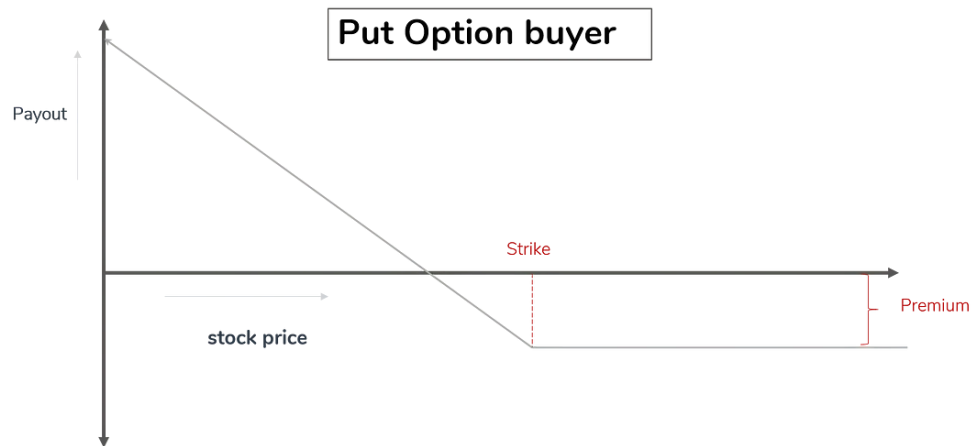 Put Option buyer
Payout
Strike
Premium
stock price